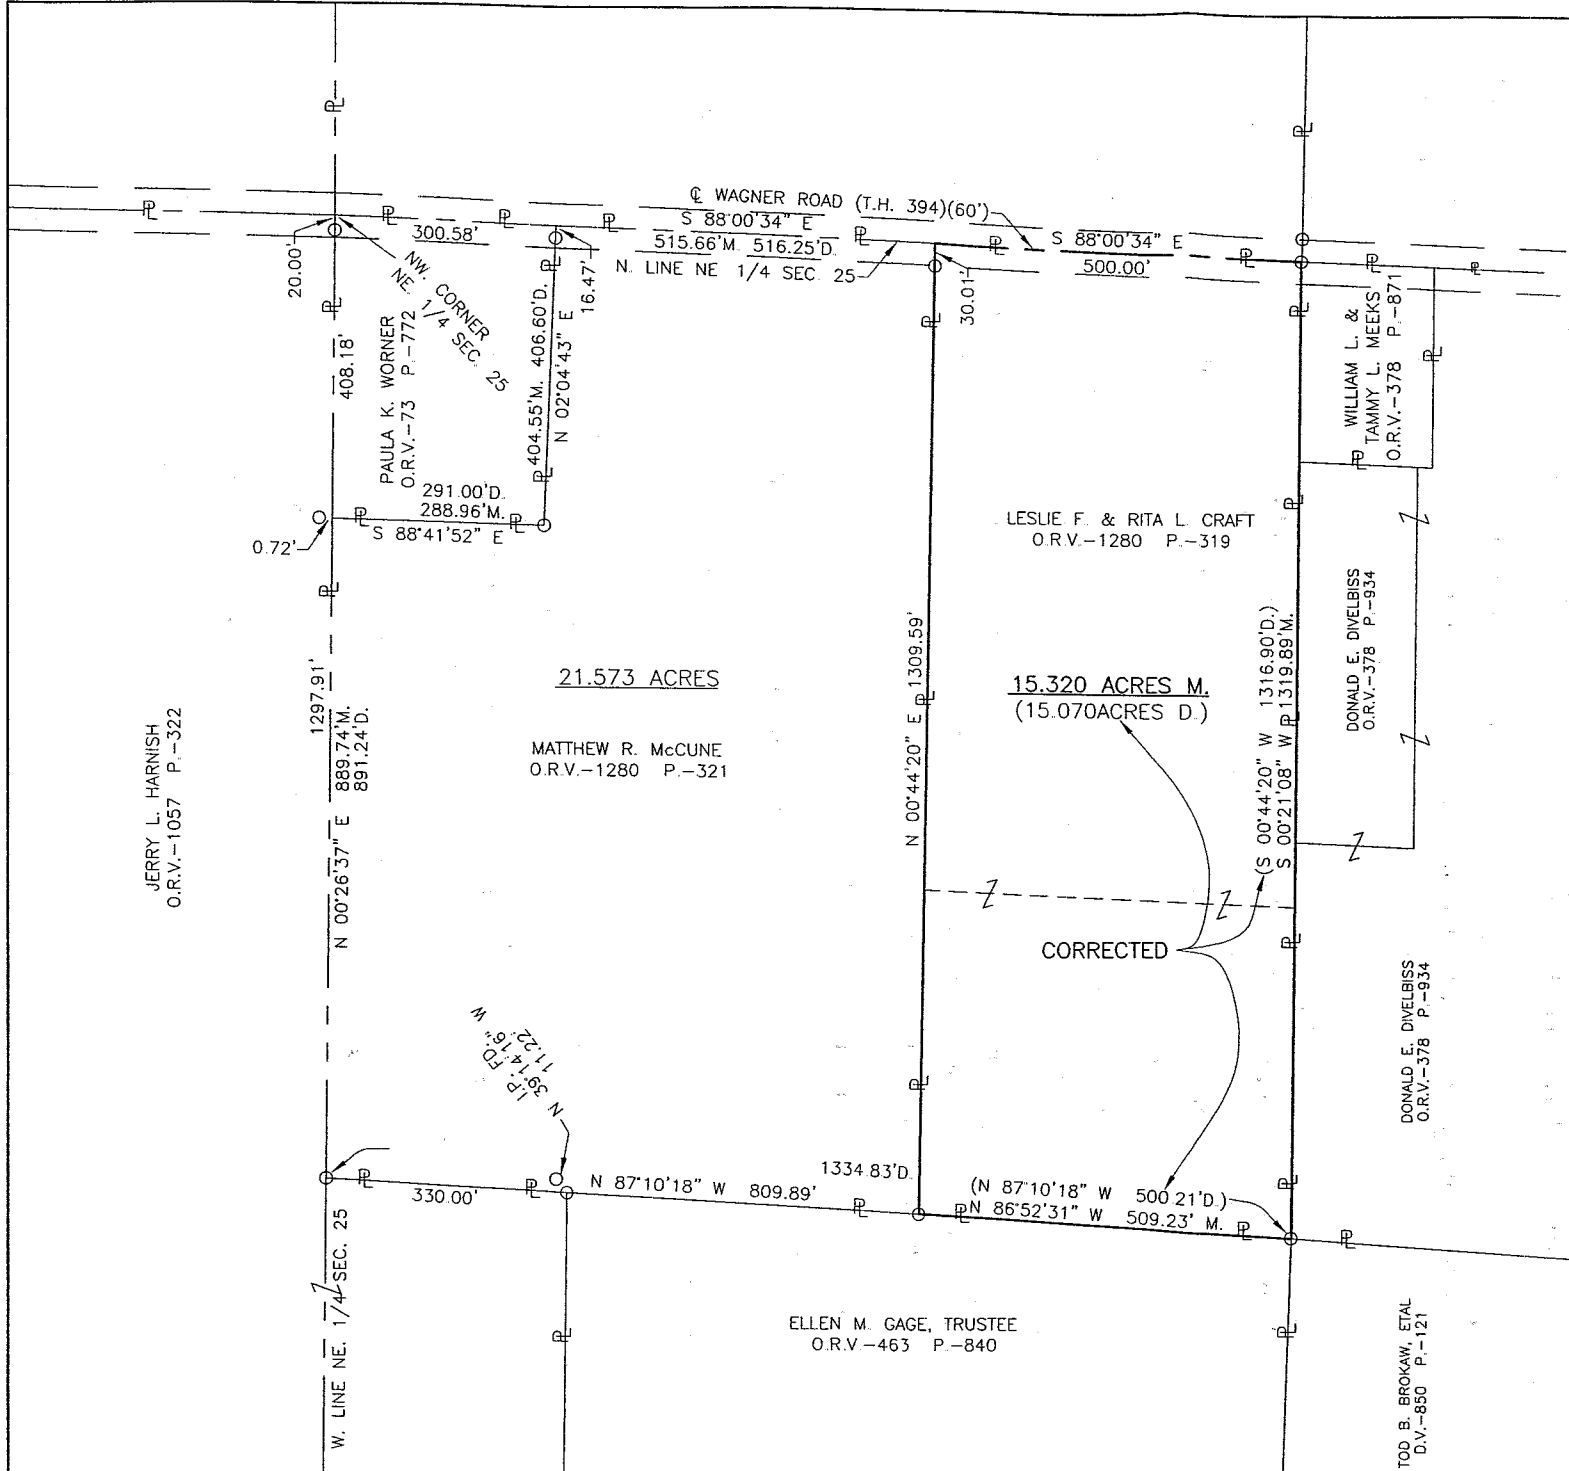 ℄ WAGNER ROAD (T.H. 394)(60')
S 88°00'34" E
515.66'M. 516.25'D.
N. LINE NE 1/4 SEC. 25
300.58'
S 88°00'34" E
500.00'
20.00'
NW. CORNER
NE. 1/4 SEC. 25
16.47'
30.01'
408.18'
PAULA K. WORNER
O.R.V.-73 P.-772
404.55'M. 406.60'D.
N 02°04'43" E
291.00'D.
288.96'M.
S 88°41'52" E
0.72'
WILLIAM L. &
TAMMY L. MEEKS
O.R.V.-378 P.-871
LESLIE F. & RITA L. CRAFT
O.R.V.-1280 P.-319
DONALD E. DIVELBISS
O.R.V.-378 P.-934
1297.91'
N 00°26'37" E 889.74'M.
891.24'D.
21.573 ACRES
MATTHEW R. McCUNE
O.R.V.-1280 P.-321
N 00°44'20" E 1309.59'
15.320 ACRES M.
(15.070ACRES D.)
(S 00°44'20" W 1316.90'D.)
S 00°21'08" W 1319.89'M.
JERRY L. HARNISH
O.R.V.-1057 P.-322
CORRECTED
DONALD E. DIVELBISS
O.R.V.-378 P.-934
I.P. FD.
N 39°14'16" W
11.22'
330.00'
N 87°10'18" W 809.89'
1334.83'D.
(N 87°10'18" W 500.21'D.)
N 86°52'31" W 509.23' M.
W. LINE NE. 1/4 SEC. 25
ELLEN M. GAGE, TRUSTEE
O.R.V.-463 P.-840
TOD B. BROKAW, ETAL
D.V.-850 P.-121